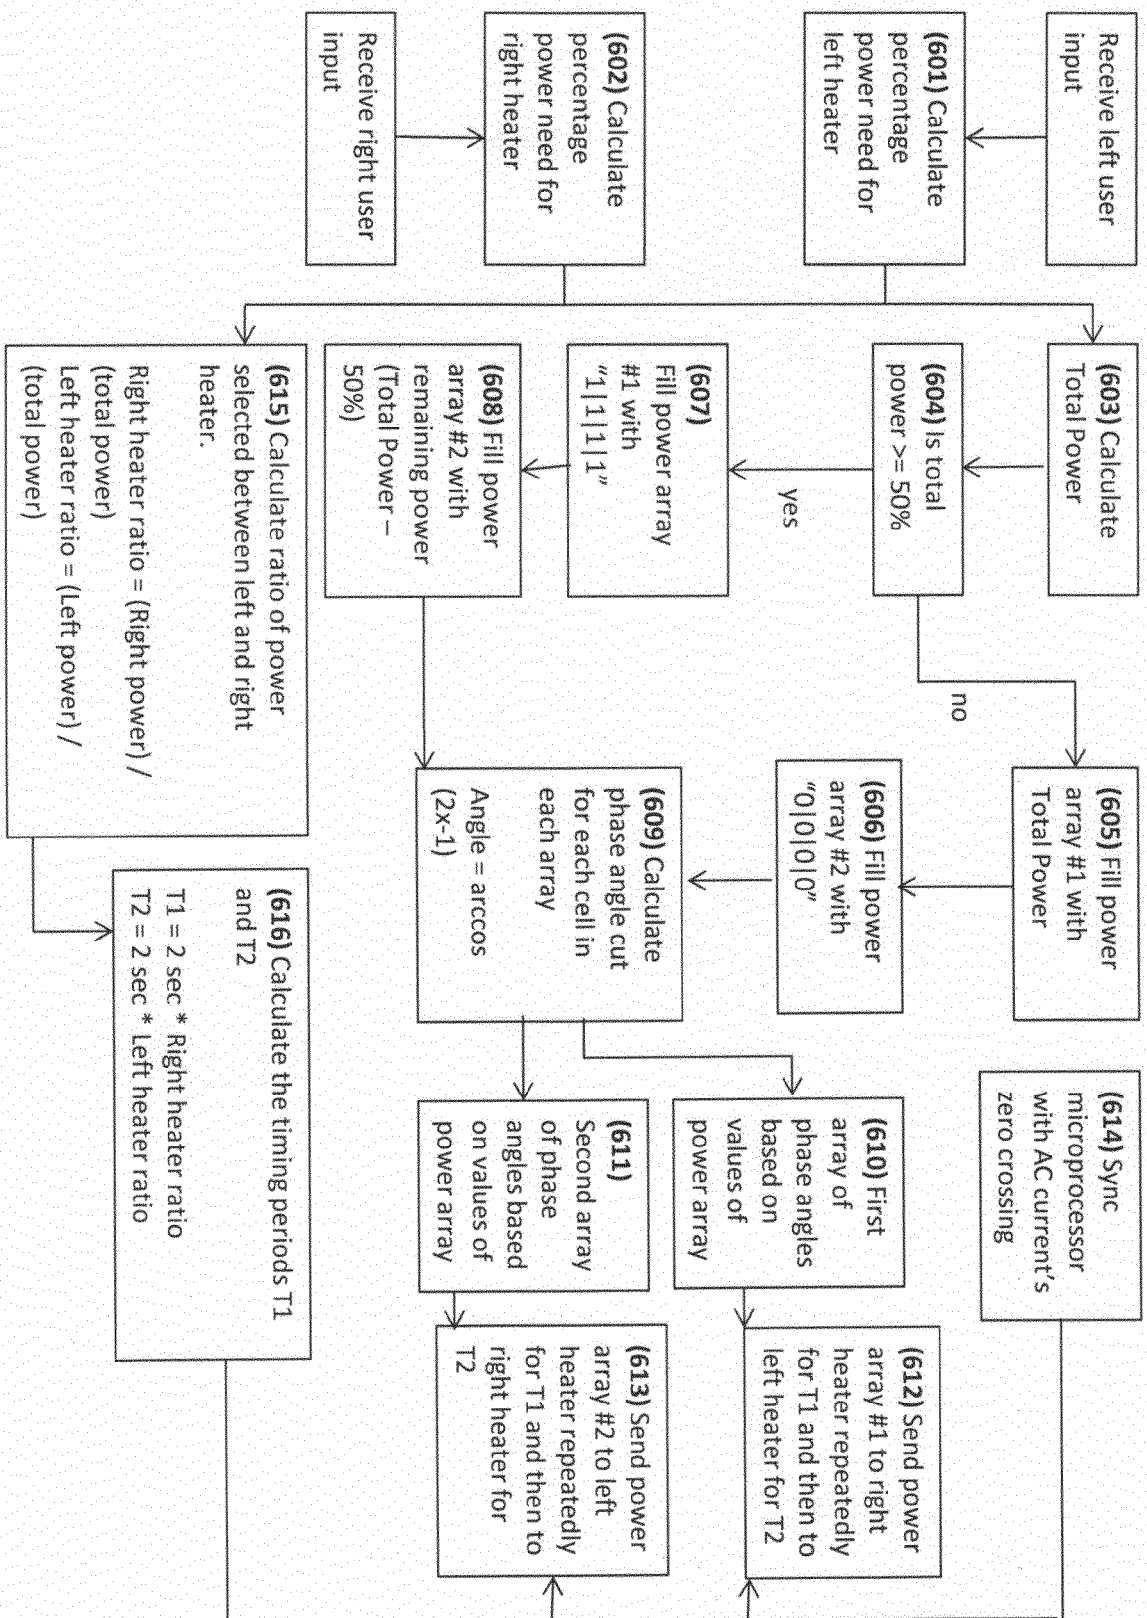 Receive left user
input
(601) Calculate
percentage
power need for
left heater
(602) Calculate
percentage
power need for
right heater
Receive right user
input
(603) Calculate
Total Power
(604) Is total
power >= 50%
yes
no
(607)
Fill power array
#1 with
"1|1|1|1"
(608) Fill power
array #2 with
remaining power
(Total Power –
50%)
(615) Calculate ratio of power
selected between left and right
heater.
Right heater ratio = (Right power) /
(total power)
Left heater ratio = (Left power) /
(total power)
(605) Fill power
array #1 with
Total Power
(606) Fill power
array #2 with
"0|0|0|0"
(609) Calculate
phase angle cut
for each cell in
each array
Angle = arccos
(2x-1)
(616) Calculate the timing periods T1
and T2
T1 = 2 sec * Right heater ratio
T2 = 2 sec * Left heater ratio
(614) Sync
microprocessor
with AC current's
zero crossing
(610) First
array of
phase angles
based on
values of
power array
(611)
Second array
of phase
angles based
on values of
power array
(612) Send power
array #1 to right
heater repeatedly
for T1 and then to
left heater for T2
(613) Send power
array #2 to left
heater repeatedly
for T1 and then to
right heater for
T2